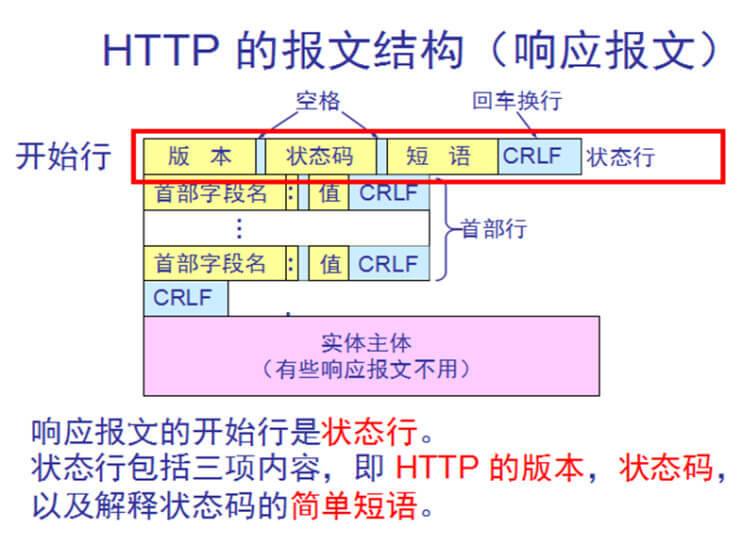 HTTP 的报文结构（响应报文）
空格 回车换行
开始行 版 本 状态码 短 语 CRLF 状态行
首部字段名 : 值 CRLF
⋮ 首部行
首部字段名 : 值 CRLF
CRLF
实体主体
（有些响应报文不用）
响应报文的开始行是状态行。
状态行包括三项内容，即 HTTP 的版本，状态码，
以及解释状态码的简单短语。